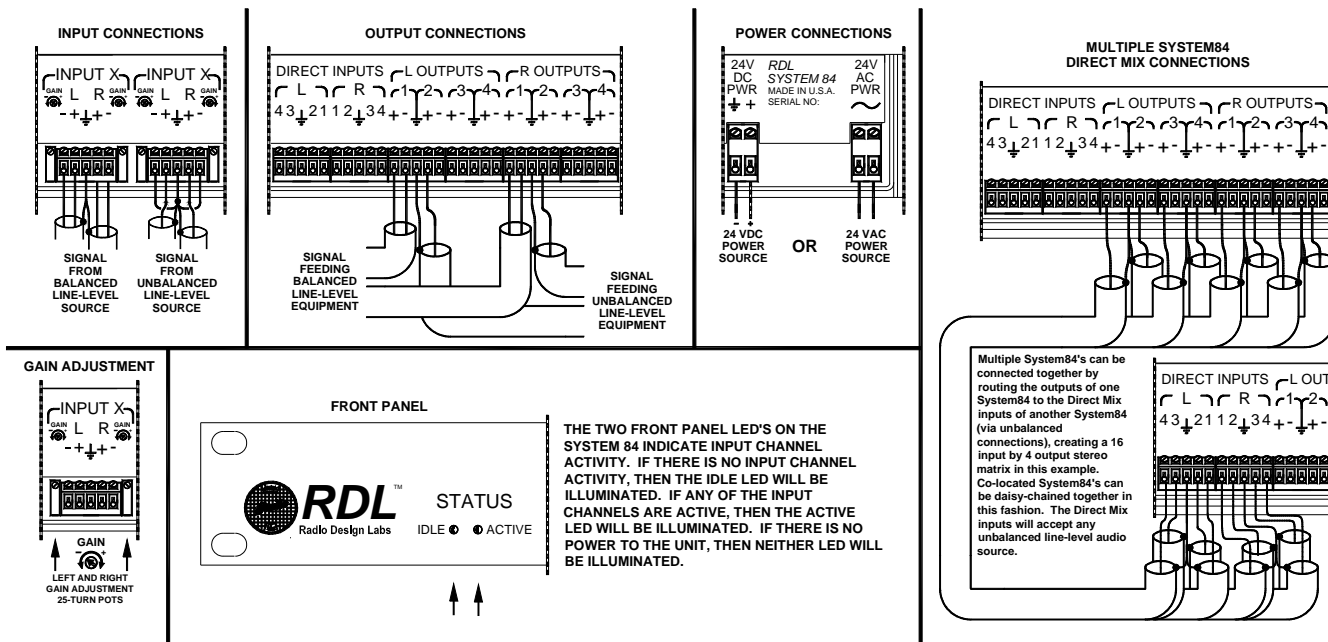 INPUT CONNECTIONS
INPUT X INPUT X
GAIN L R GAIN GAIN L R GAIN
- + + - - + + -
SIGNAL
FROM
BALANCED
LINE-LEVEL
SOURCE
SIGNAL
FROM
UNBALANCED
LINE-LEVEL
SOURCE
OUTPUT CONNECTIONS
DIRECT INPUTS L OUTPUTS R OUTPUTS
L R 1 2 3 4 1 2 3 4
4 3 2 1 1 2 3 4 + - + - + - + - + - + - + - + -
SIGNAL
FEEDING
BALANCED
LINE-LEVEL
EQUIPMENT
SIGNAL
FEEDING
UNBALANCED
LINE-LEVEL
EQUIPMENT
POWER CONNECTIONS
24V
DC
PWR
+
RDL
SYSTEM 84
MADE IN U.S.A.
SERIAL NO:
24V
AC
PWR
- +
24 VDC
POWER
SOURCE
OR
24 VAC
POWER
SOURCE
MULTIPLE SYSTEM84
DIRECT MIX CONNECTIONS
DIRECT INPUTS L OUTPUTS R OUTPUTS
L R 1 2 3 4 1 2 3 4
4 3 2 1 1 2 3 4 + - + - + - + - + - + - + - + -
Multiple System84's can be
connected together by
routing the outputs of one
System84 to the Direct Mix
inputs of another System84
(via unbalanced
connections), creating a 16
input by 4 output stereo
matrix in this example.
Co-located System84's can
be daisy-chained together in
this fashion. The Direct Mix
inputs will accept any
unbalanced line-level audio
source.
DIRECT INPUTS L OUT
L R 1 2
4 3 2 1 1 2 3 4 + - + -
GAIN ADJUSTMENT
INPUT X
GAIN L R GAIN
- + + -
GAIN
- +
LEFT AND RIGHT
GAIN ADJUSTMENT
25-TURN POTS
FRONT PANEL
RDL™
Radio Design Labs
STATUS
IDLE ACTIVE
THE TWO FRONT PANEL LED'S ON THE
SYSTEM 84 INDICATE INPUT CHANNEL
ACTIVITY. IF THERE IS NO INPUT CHANNEL
ACTIVITY, THEN THE IDLE LED WILL BE
ILLUMINATED. IF ANY OF THE INPUT
CHANNELS ARE ACTIVE, THEN THE ACTIVE
LED WILL BE ILLUMINATED. IF THERE IS NO
POWER TO THE UNIT, THEN NEITHER LED WILL
BE ILLUMINATED.